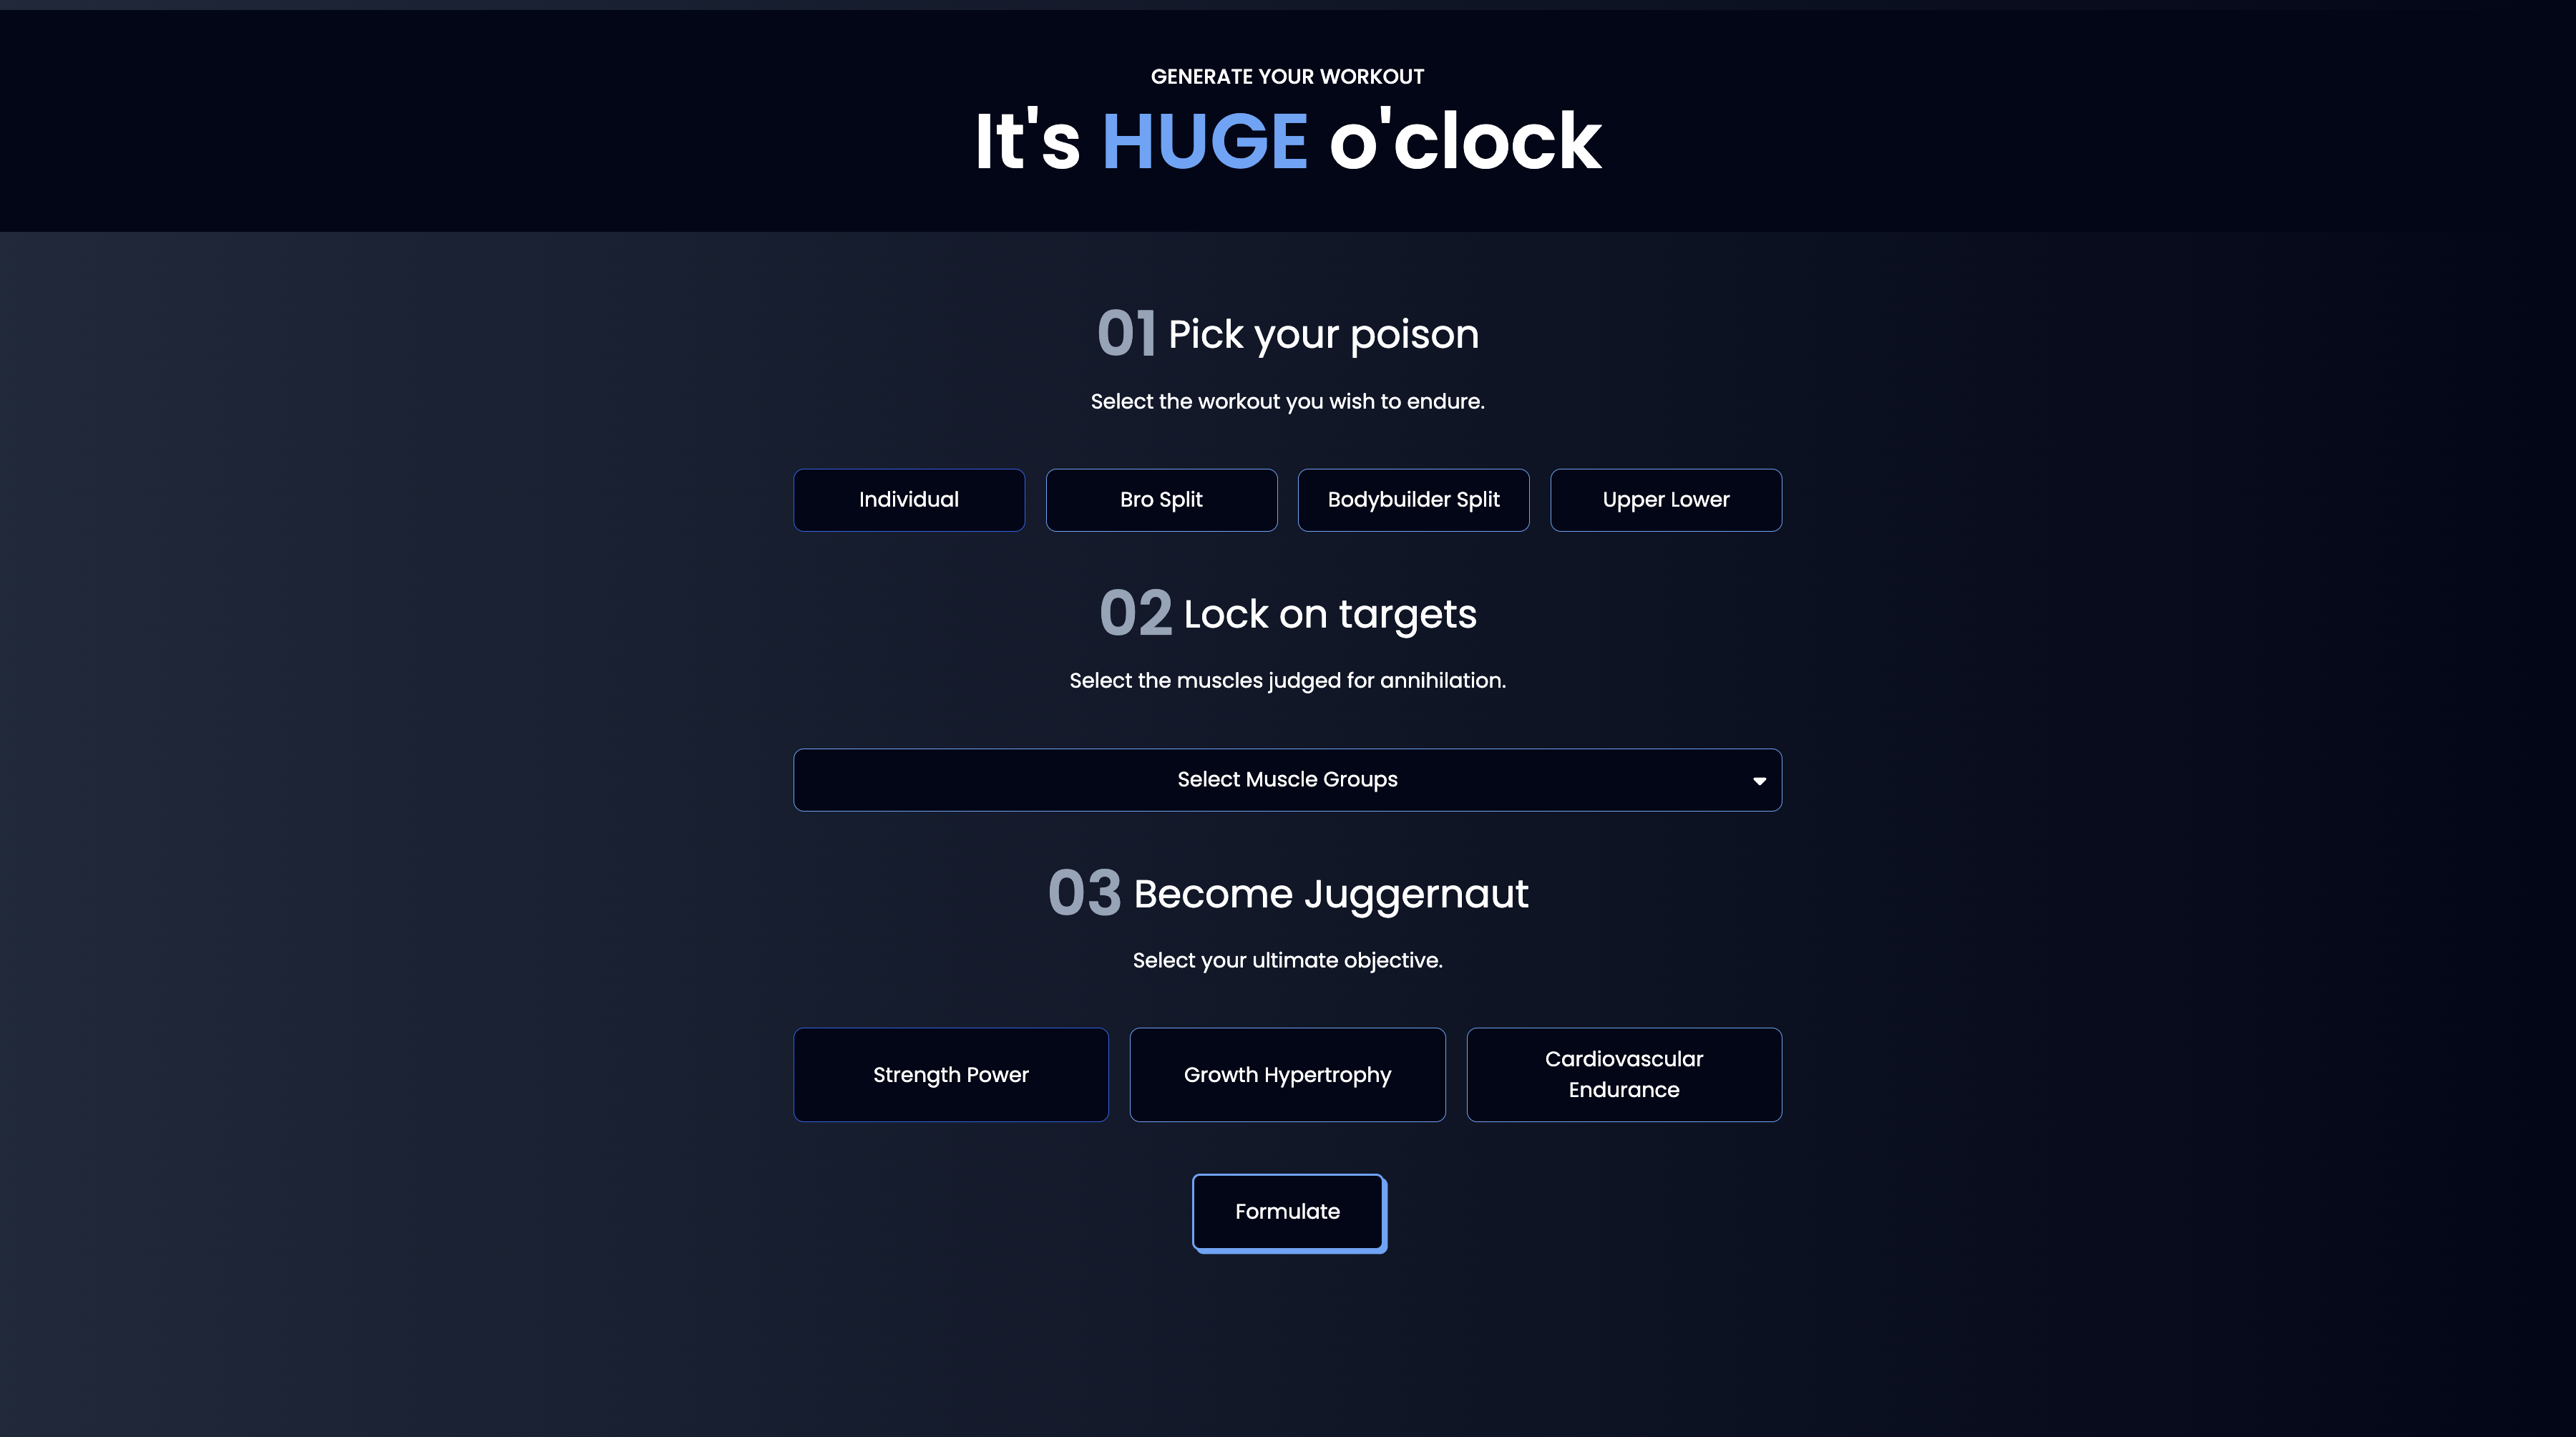 GENERATE YOUR WORKOUT
It's HUGE o'clock
01 Pick your poison
Select the workout you wish to endure.
Individual
Bro Split
Bodybuilder Split
Upper Lower
02 Lock on targets
Select the muscles judged for annihilation.
Select Muscle Groups
03 Become Juggernaut
Select your ultimate objective.
Strength Power
Growth Hypertrophy
Cardiovascular
Endurance
Formulate